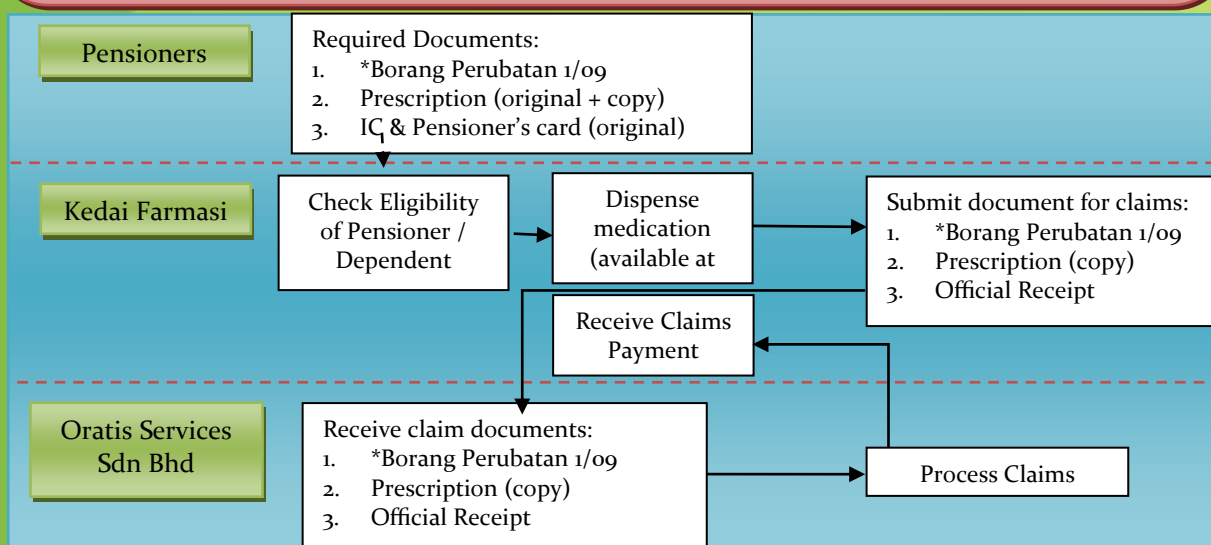 Pensioners
Required Documents:
1. *Borang Perubatan 1/09
2. Prescription (original + copy)
3. IC & Pensioner's card (original)
Kedai Farmasi
Check Eligibility
of Pensioner /
Dependent
Dispense
medication
(available at
Submit document for claims:
1. *Borang Perubatan 1/09
2. Prescription (copy)
3. Official Receipt
Receive Claims
Payment
Oratis Services
Sdn Bhd
Receive claim documents:
1. *Borang Perubatan 1/09
2. Prescription (copy)
3. Official Receipt
Process Claims